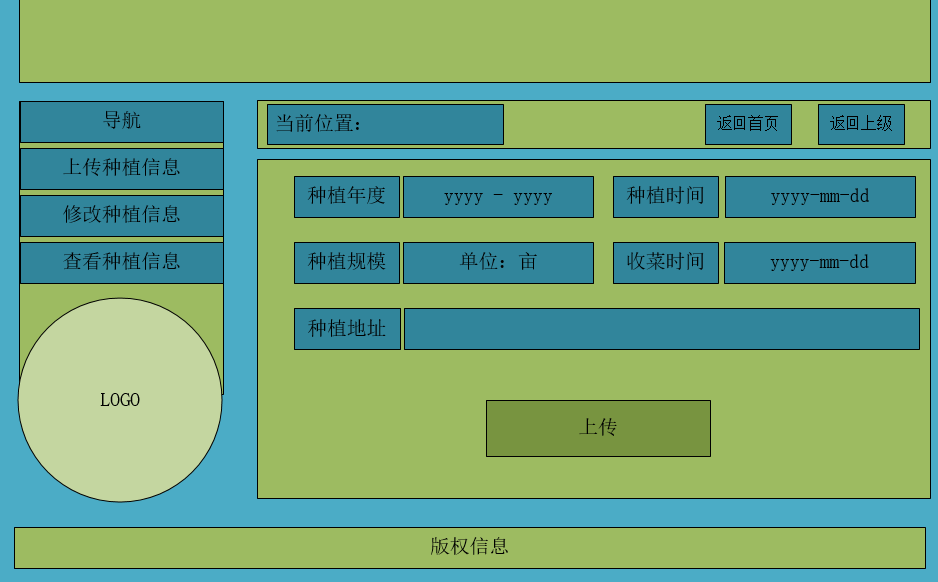 导航
上传种植信息
修改种植信息
查看种植信息
LOGO
当前位置：
返回首页
返回上级
种植年度
yyyy - yyyy
种植时间
yyyy-mm-dd
种植规模
单位：亩
收菜时间
yyyy-mm-dd
种植地址
上传
版权信息